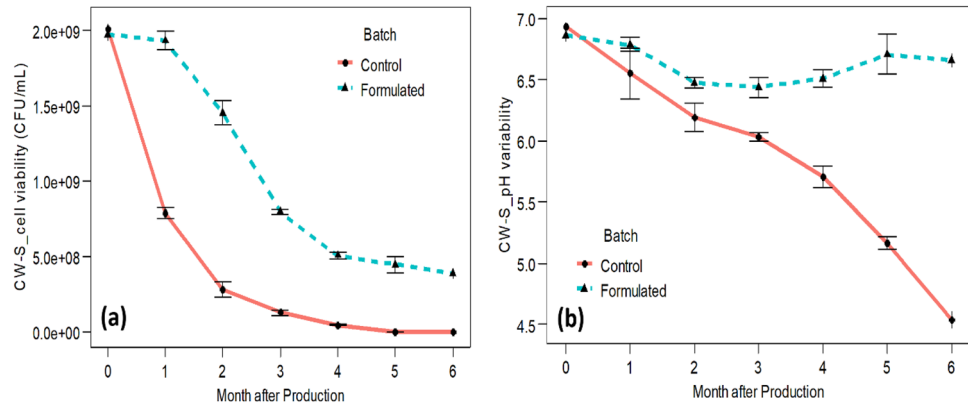 CW-S_cell viability (CFU/mL)
2.0e+09
1.5e+09
1.0e+09
5.0e+08
0.0e+00
Batch
Control
Formulated
(a)
0 1 2 3 4 5 6
Month after Production
CW-S_pH variability
7.0
6.5
6.0
5.5
5.0
4.5
Batch
Control
Formulated
(b)
0 1 2 3 4 5 6
Month after Production